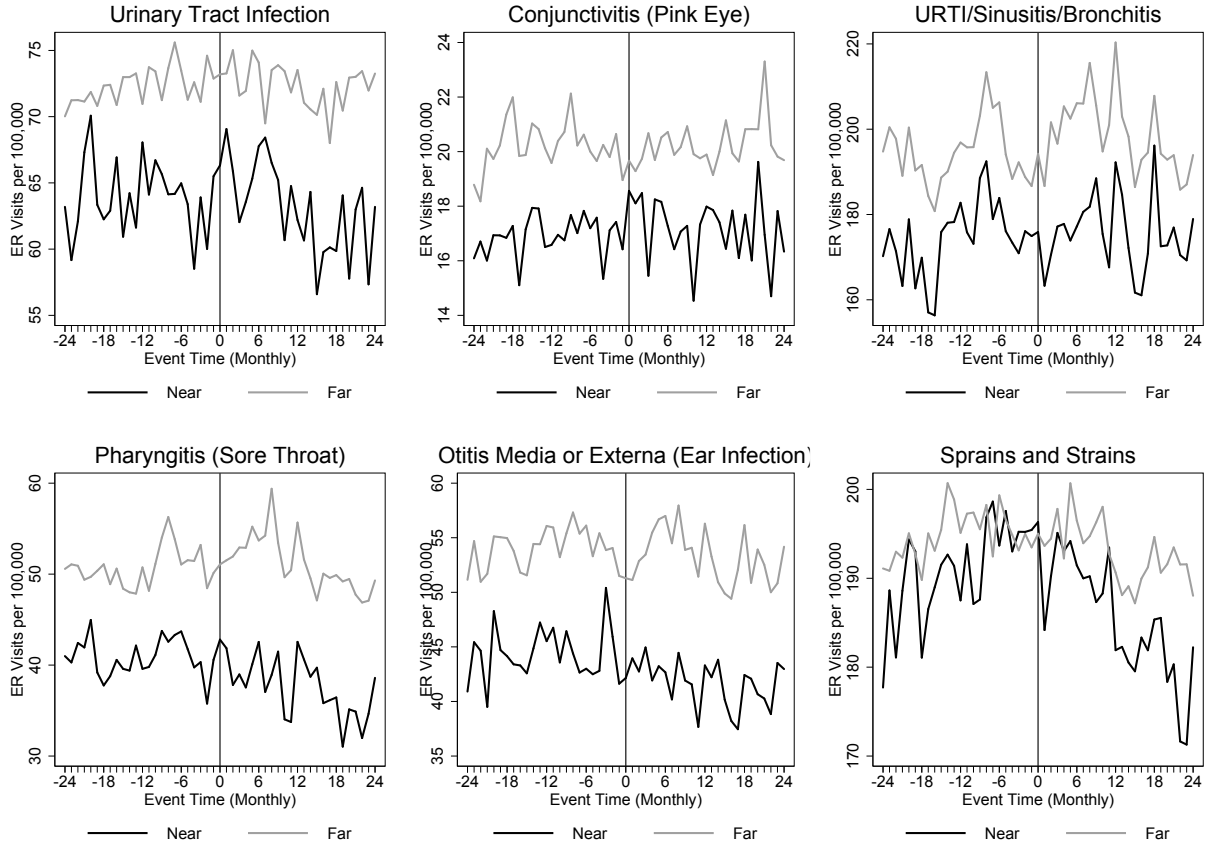 Urinary Tract Infection
ER Visits per 100,000
75
70
65
60
55
-24 -18 -12 -6 0 6 12 18 24
Event Time (Monthly)
Near Far
Conjunctivitis (Pink Eye)
ER Visits per 100,000
24
22
20
18
16
14
-24 -18 -12 -6 0 6 12 18 24
Event Time (Monthly)
Near Far
URTI/Sinusitis/Bronchitis
ER Visits per 100,000
220
200
180
160
-24 -18 -12 -6 0 6 12 18 24
Event Time (Monthly)
Near Far
Pharyngitis (Sore Throat)
ER Visits per 100,000
60
50
40
30
-24 -18 -12 -6 0 6 12 18 24
Event Time (Monthly)
Near Far
Otitis Media or Externa (Ear Infection)
ER Visits per 100,000
60
55
50
45
40
35
-24 -18 -12 -6 0 6 12 18 24
Event Time (Monthly)
Near Far
Sprains and Strains
ER Visits per 100,000
200
190
180
170
-24 -18 -12 -6 0 6 12 18 24
Event Time (Monthly)
Near Far